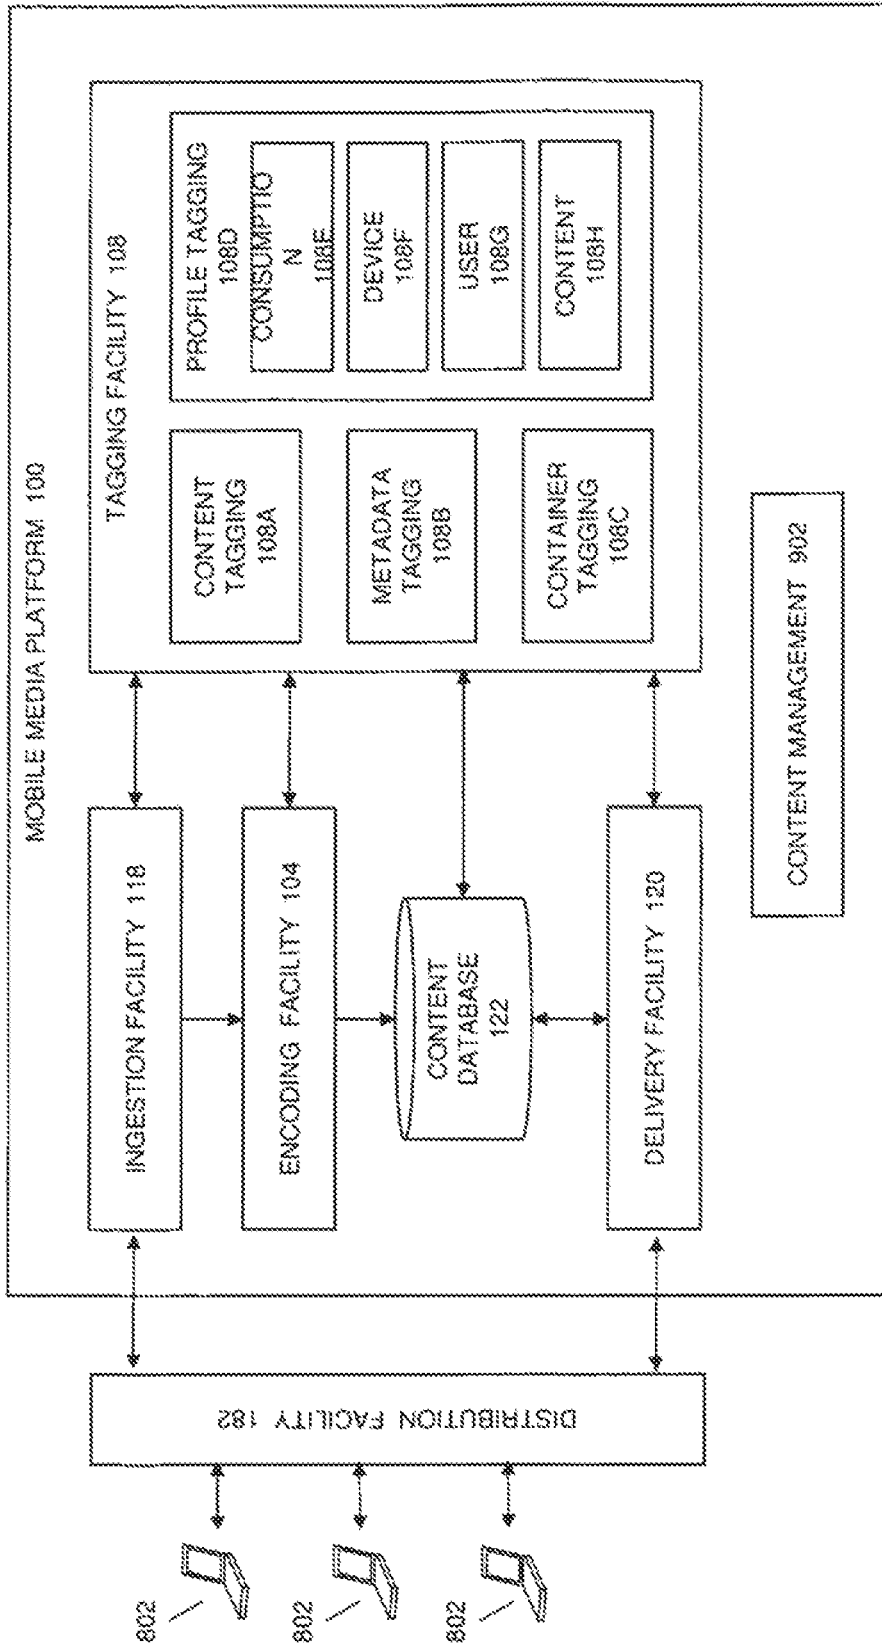 MOBILE MEDIA PLATFORM 100
TAGGING FACILITY 108
CONTENT
TAGGING
108A
METADATA
TAGGING
108B
CONTAINER
TAGGING
108C
PROFILE TAGGING
108D
CONSUMPTIO
N
108E
DEVICE
108F
USER
108G
CONTENT
108H
INGESTION FACILITY 118
ENCODING FACILITY 104
CONTENT
DATABASE
122
DELIVERY FACILITY 120
CONTENT MANAGEMENT 902
DISTRIBUTION FACILITY 182
802
802
802